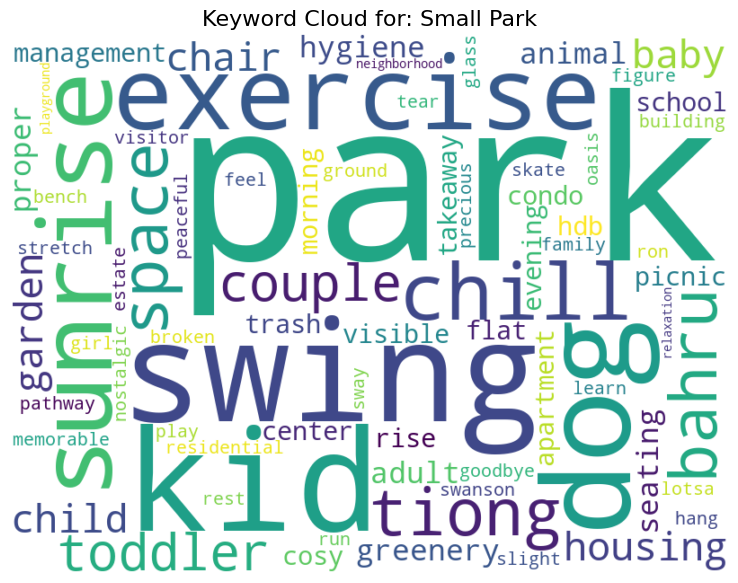 Keyword Cloud for: Small Park
management
chair
hygiene
neighborhood
glass
animal
baby
playground
sunrise
exercise
tear
figure
school
building
proper
visitor
space
peaceful
park
feel
morning
ground
takeaway
precious
skate
oasis
condo
bench
stretch
evening
hdb
family
ron
garden
estate
couple
chill
picnic
relaxation
girl
nostalgic
broken
trash
visible
flat
dog
bahru
pathway
swing
sway
apartment
learn
memorable
play
residential
center
rise
seating
kid
rest
adult
goodbye
swanson
lotsa
child
tiong
hang
toddler
cosy
run
greenery
slight
housing